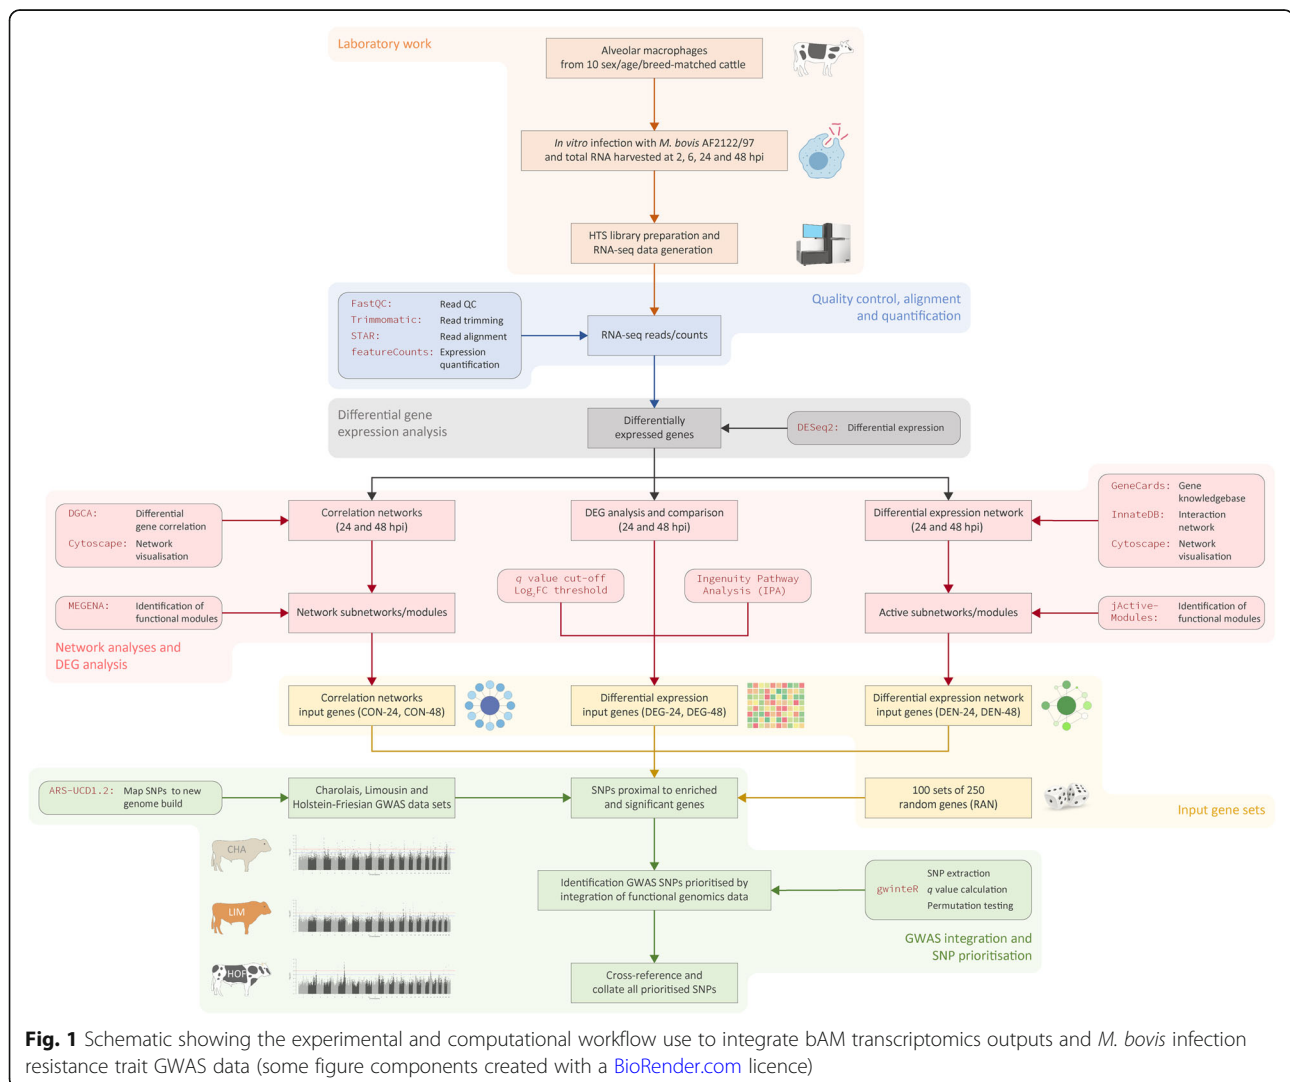 Laboratory work
Alveolar macrophages
from 10 sex/age/breed-matched cattle
In vitro infection with M. bovis AF2122/97
and total RNA harvested at 2, 6, 24 and 48 hpi
HTS library preparation and
RNA-seq data generation
Quality control, alignment
and quantification
FastQC: Read QC
Trimmomatic: Read trimming
STAR: Read alignment
featureCounts: Expression
quantification
RNA-seq reads/counts
Differential gene
expression analysis
Differentially
expressed genes
DESeq2: Differential expression
DGCA: Differential
gene correlation
Cytoscape: Network
visualisation
Correlation networks
(24 and 48 hpi)
DEG analysis and comparison
(24 and 48 hpi)
Differential expression network
(24 and 48 hpi)
GeneCards: Gene
knowledgebase
InnateDB: Interaction
network
Cytoscape: Network
visualisation
q value cut-off
Log2FC threshold
Ingenuity Pathway
Analysis (IPA)
MEGENA: Identification of
functional modules
Network subnetworks/modules
Active subnetworks/modules
jActive-
Modules: Identification of
functional modules
Network analyses and
DEG analysis
Correlation networks
input genes (CON-24, CON-48)
Differential expression
input genes (DEG-24, DEG-48)
Differential expression network
input genes (DEN-24, DEN-48)
ARS-UCD1.2: Map SNPs to new
genome build
Charolais, Limousin and
Holstein-Friesian GWAS data sets
SNPs proximal to enriched
and significant genes
100 sets of 250
random genes (RAN)
Input gene sets
CHA
LIM
HOF
Identification GWAS SNPs prioritised by
integration of functional genomics data
SNP extraction
gwinteR q value calculation
Permutation testing
GWAS integration and
SNP prioritisation
Cross-reference and
collate all prioritised SNPs
Fig. 1 Schematic showing the experimental and computational workflow use to integrate bAM transcriptomics outputs and M. bovis infection
resistance trait GWAS data (some figure components created with a BioRender.com licence)